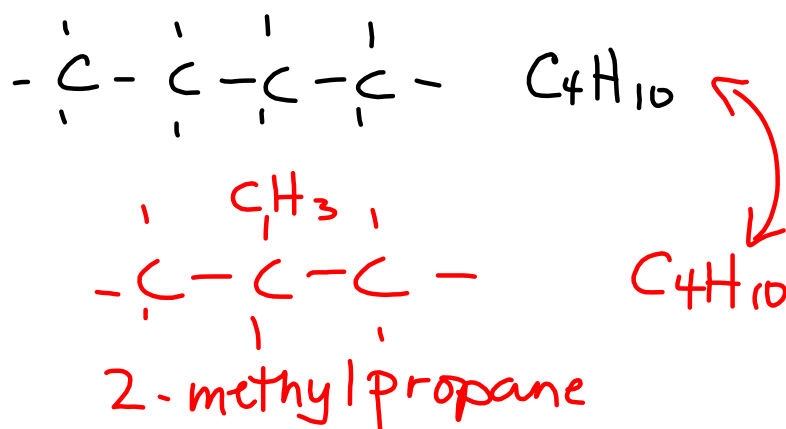 - C - C - C - C - C₄H₁₀
CH₃
- C - C - C - C₄H₁₀
2-methylpropane